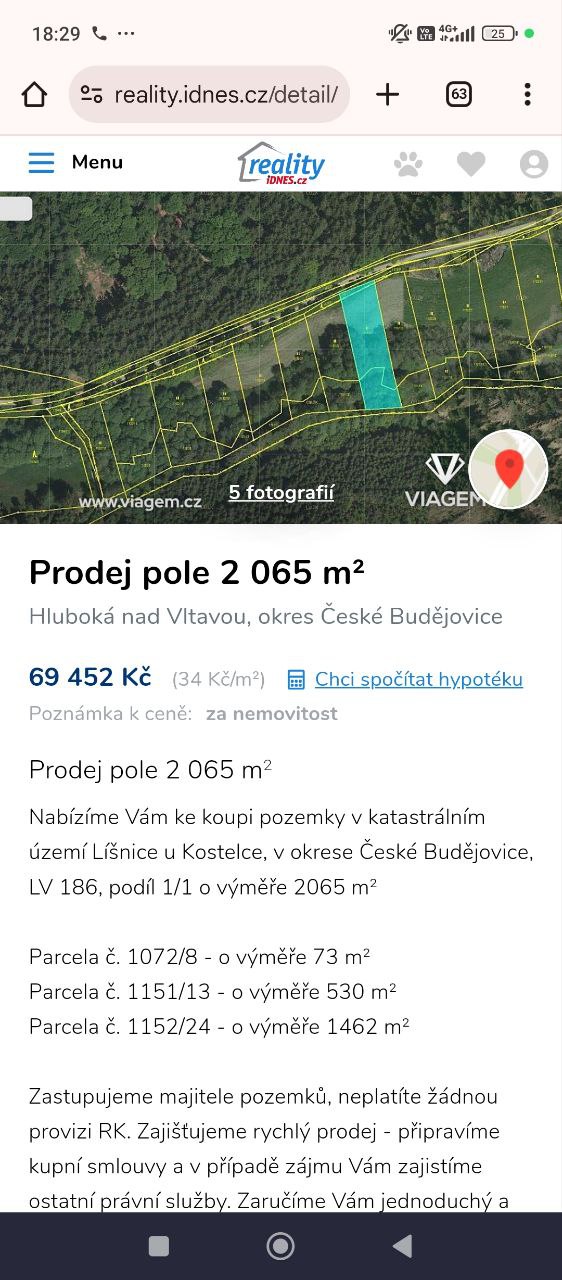 18:29
4G+
Vo
LTE
25
reality.idnes.cz/detail/
63
Menu
reality
iDNES.cz
www.viagem.cz
5 fotografií
VIAGEM
Prodej pole 2 065 m²
Hluboká nad Vltavou, okres České Budějovice
69 452 Kč (34 Kč/m²) Chci spočítat hypotéku
Poznámka k ceně: za nemovitost
Prodej pole 2 065 m²
Nabízíme Vám ke koupi pozemky v katastrálním
území Líšnice u Kostelce, v okrese České Budějovice,
LV 186, podíl 1/1 o výměře 2065 m²
Parcela č. 1072/8 - o výměře 73 m²
Parcela č. 1151/13 - o výměře 530 m²
Parcela č. 1152/24 - o výměře 1462 m²
Zastupujeme majitele pozemků, neplatíte žádnou
provizi RK. Zajišťujeme rychlý prodej - připravíme
kupní smlouvy a v případě zájmu Vám zajistíme
ostatní právní služby. Zaručíme Vám jednoduchý a